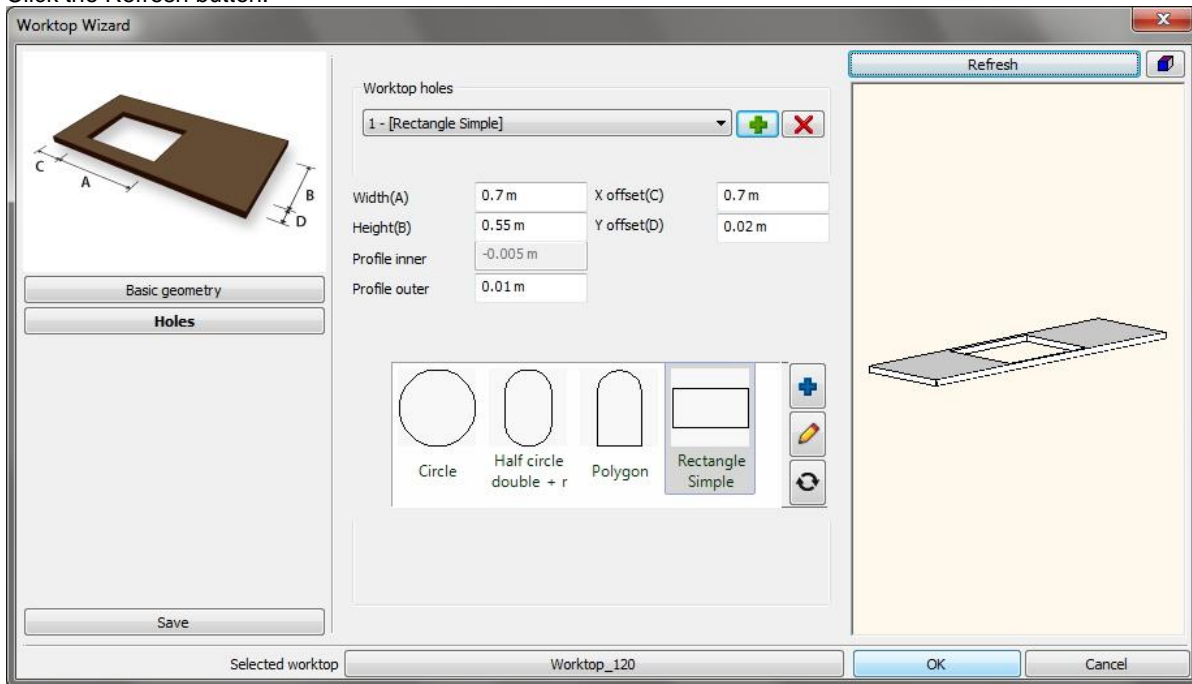 Click the Refresh button.
Worktop Wizard
C
A
B
D
Basic geometry
Holes
Save
Worktop holes
1 - [Rectangle Simple]
Width(A) 0.7 m X offset(C) 0.7 m
Height(B) 0.55 m Y offset(D) 0.02 m
Profile inner -0.005 m
Profile outer 0.01 m
Circle
Half circle
double + r
Polygon
Rectangle
Simple
Refresh
Selected worktop Worktop_120 OK Cancel